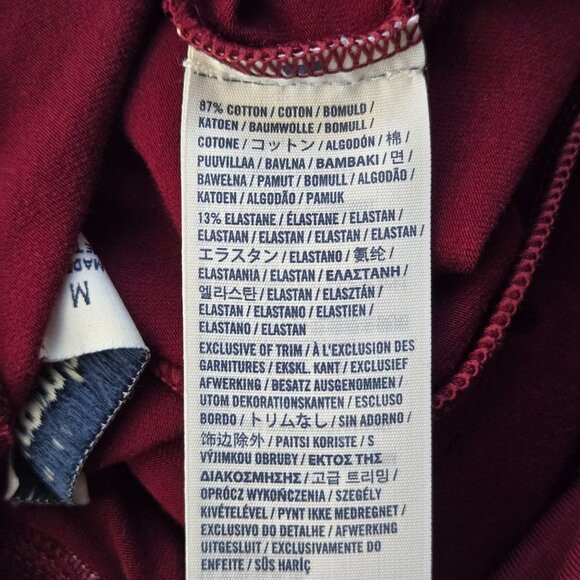 87% COTTON / COTON / BOMULD /
KATOEN / BAUMWOLLE / BOMULL /
COTONE / コットン / ALGODÓN / 棉 /
PUUVILLAA / BAVLNA / ΒΑΜΒΑΚΙ / 면 /
BAWEŁNA / PAMUT / BOMULL / ALGODÃO /
KATOEN / ALGODÃO / PAMUK
13% ELASTANE / ÉLASTANE / ELASTAN /
ELASTAAN / ELASTAN / ELASTAN / ELASTAN /
エラスタン / ELASTANO / 氨纶 /
ELASTAANIA / ELASTAN / ΕΛΑΣΤΑΝΗ /
엘라스탄 / ELASTAN / ELASZTÁN /
ELASTAN / ELASTANO / ELASTIEN /
ELASTANO / ELASTAN
EXCLUSIVE OF TRIM / À L'EXCLUSION DES
GARNITURES / EKSKL. KANT / EXCLUSIEF
AFWERKING / BESATZ AUSGENOMMEN /
UTOM DEKORATIONSKANTEN / ESCLUSO
BORDO / トリムなし / SIN ADORNO /
饰边除外 / PAITSI KORISTE / S
VÝJIMKOU OBRUBY / ΕΚΤΟΣ ΤΗΣ
ΔΙΑΚΟΣΜΗΣΗΣ / 고급 트리밍 /
OPRÓCZ WYKOŃCZENIA / SZEGÉLY
KIVÉTELÉVEL / PYNT IKKE MEDREGNET /
EXCLUSIVO DO DETALHE / AFWERKING
UITGESLUIT / EXCLUSIVAMENTE DO
ENFEITE / SÜS HARİÇ
M